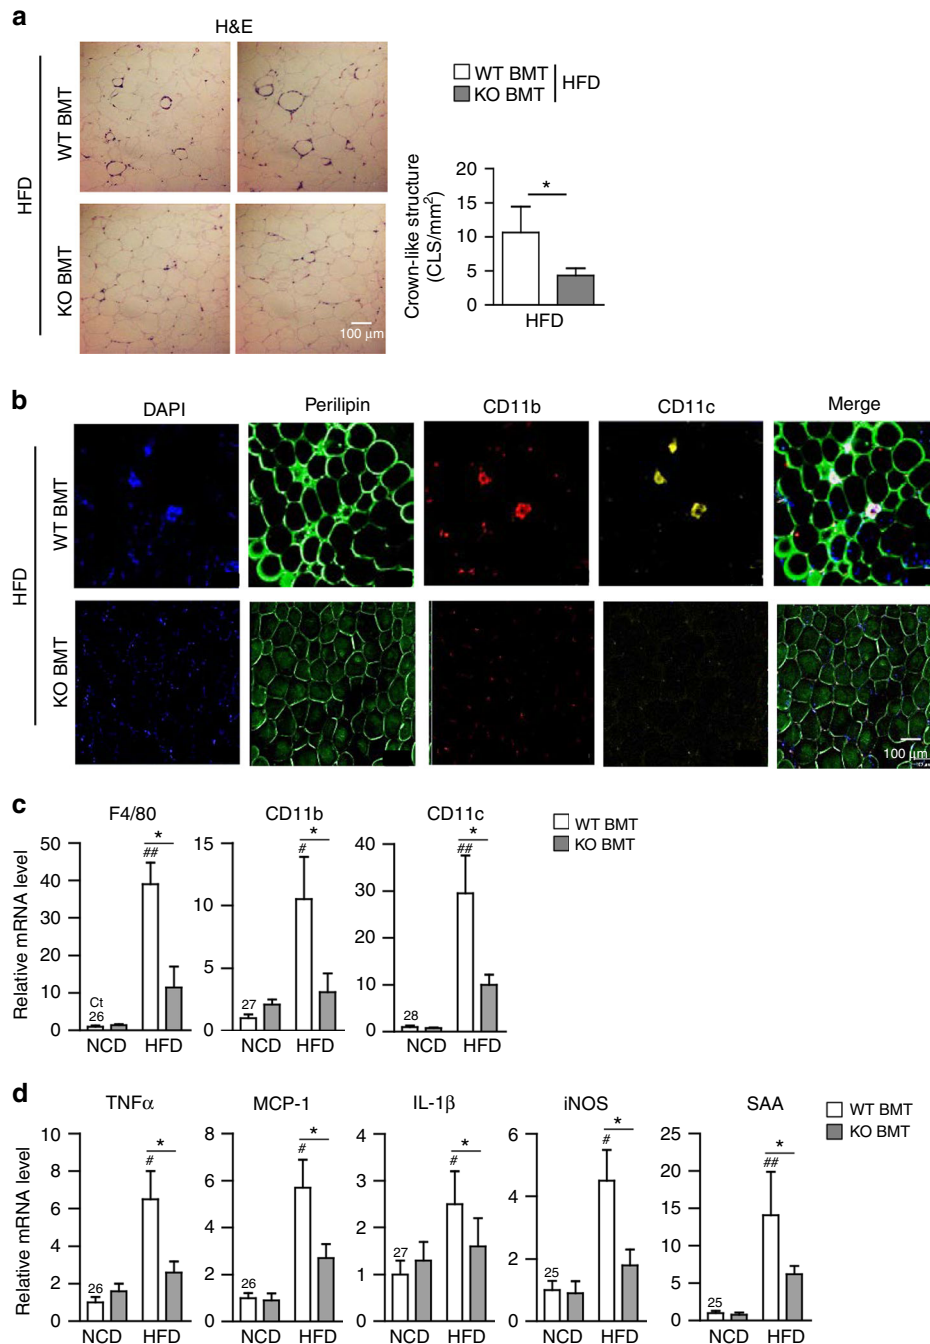 a
H&E
HFD
WT BMT
KO BMT
100 μm
WT BMT
KO BMT
HFD
Crown-like structure
(CLS/mm²)
20
15
10
5
0
*
HFD
b
DAPI
Perilipin
CD11b
CD11c
Merge
HFD
WT BMT
KO BMT
100 μm
c
F4/80
CD11b
CD11c
WT BMT
KO BMT
Relative mRNA level
50
40
30
20
10
0
Ct
26
##
*
NCD
HFD
15
10
5
0
27
#
*
NCD
HFD
40
30
20
10
0
28
##
*
NCD
HFD
d
TNFα
MCP-1
IL-1β
iNOS
SAA
WT BMT
KO BMT
Relative mRNA level
10
8
6
4
2
0
26
#
*
NCD
HFD
8
6
4
2
0
26
#
*
NCD
HFD
4
3
2
1
0
27
#
*
NCD
HFD
6
4
2
0
25
#
*
NCD
HFD
25
20
15
10
5
0
25
##
*
NCD
HFD